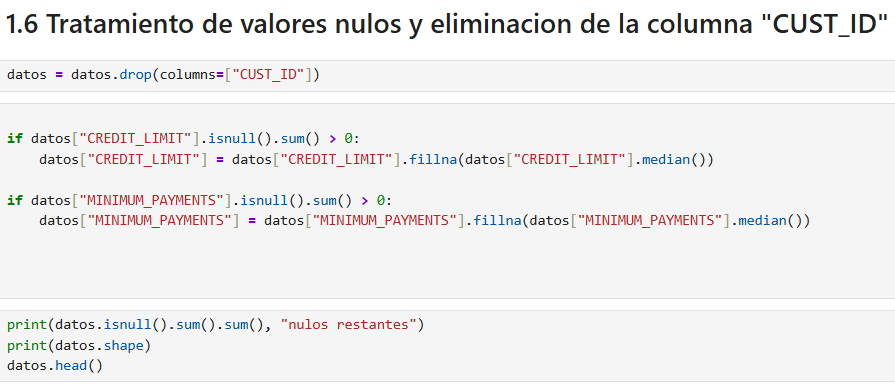 1.6 Tratamiento de valores nulos y eliminacion de la columna "CUST_ID"
datos = datos.drop(columns=["CUST_ID"])
if datos["CREDIT_LIMIT"].isnull().sum() > 0:
    datos["CREDIT_LIMIT"] = datos["CREDIT_LIMIT"].fillna(datos["CREDIT_LIMIT"].median())
if datos["MINIMUM_PAYMENTS"].isnull().sum() > 0:
    datos["MINIMUM_PAYMENTS"] = datos["MINIMUM_PAYMENTS"].fillna(datos["MINIMUM_PAYMENTS"].median())
print(datos.isnull().sum().sum(), "nulos restantes")
print(datos.shape)
datos.head()